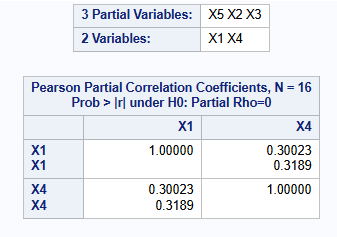 3 Partial Variables: X5 X2 X3
2 Variables: X1 X4
Pearson Partial Correlation Coefficients, N = 16
Prob > |r| under H0: Partial Rho=0
X1 X4
X1 1.00000 0.30023
X1 0.3189
X4 0.30023 1.00000
X4 0.3189